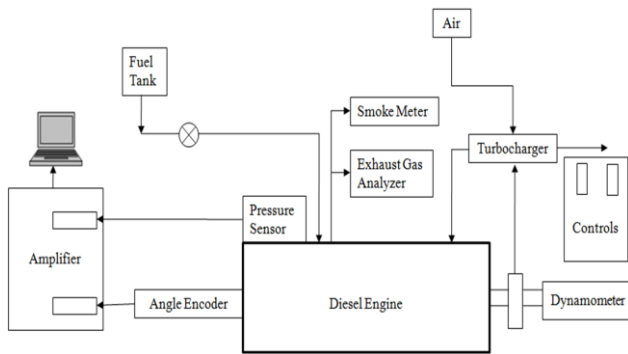 Air
Fuel
Tank
Smoke Meter
Turbocharger
Exhaust Gas
Analyzer
Pressure
Sensor
Controls
Amplifier
Angle Encoder
Diesel Engine
Dynamometer